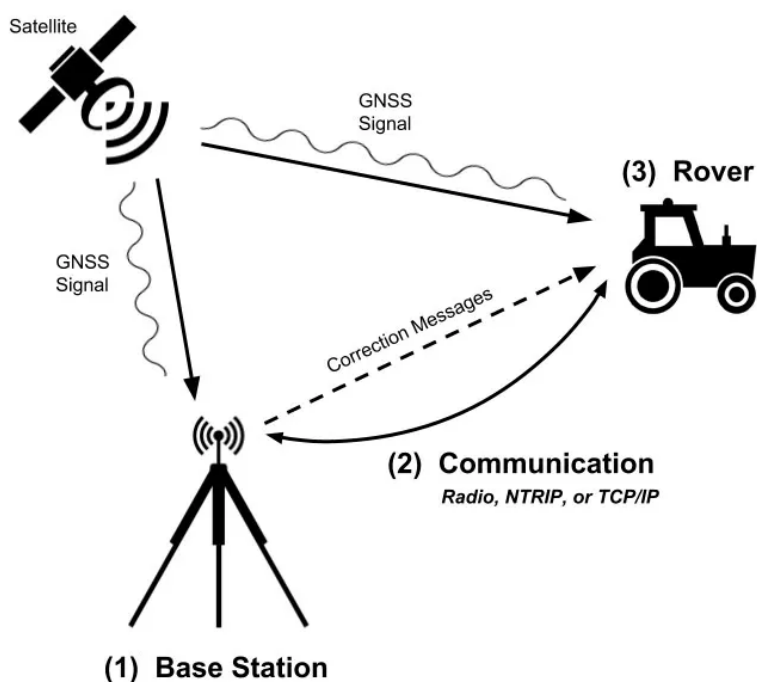 Satellite
GNSS
Signal
(3) Rover
GNSS
Signal
Correction Messages
(2) Communication
Radio, NTRIP, or TCP/IP
(1) Base Station